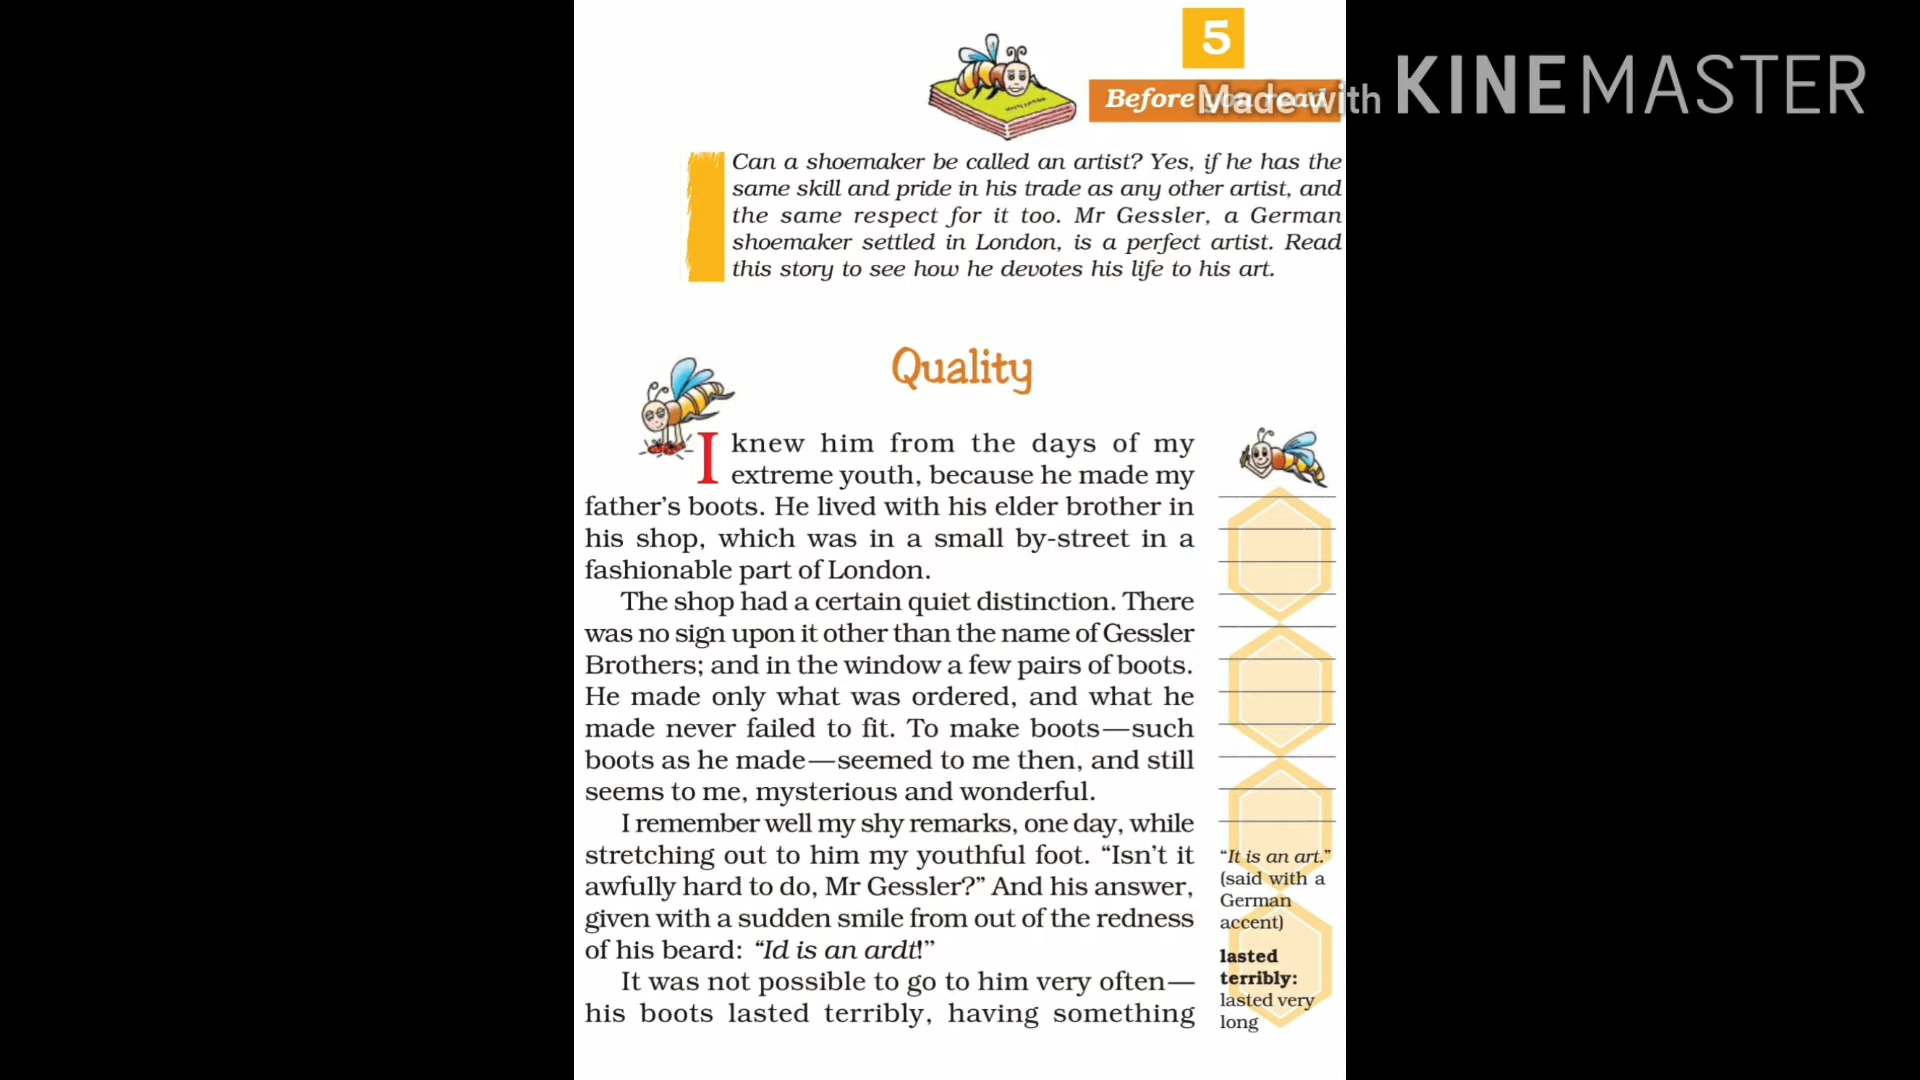 5
Before you read
Made with KINEMASTER
Can a shoemaker be called an artist? Yes, if he has the
same skill and pride in his trade as any other artist, and
the same respect for it too. Mr Gessler, a German
shoemaker settled in London, is a perfect artist. Read
this story to see how he devotes his life to his art.
Quality
I knew him from the days of my
extreme youth, because he made my
father's boots. He lived with his elder brother in
his shop, which was in a small by-street in a
fashionable part of London.
The shop had a certain quiet distinction. There
was no sign upon it other than the name of Gessler
Brothers; and in the window a few pairs of boots.
He made only what was ordered, and what he
made never failed to fit. To make boots—such
boots as he made—seemed to me then, and still
seems to me, mysterious and wonderful.
I remember well my shy remarks, one day, while
stretching out to him my youthful foot. “Isn't it
awfully hard to do, Mr Gessler?” And his answer,
given with a sudden smile from out of the redness
of his beard: “Id is an ardt!”
It was not possible to go to him very often—
his boots lasted terribly, having something
“It is an art.”
(said with a
German
accent)
lasted
terribly:
lasted very
long